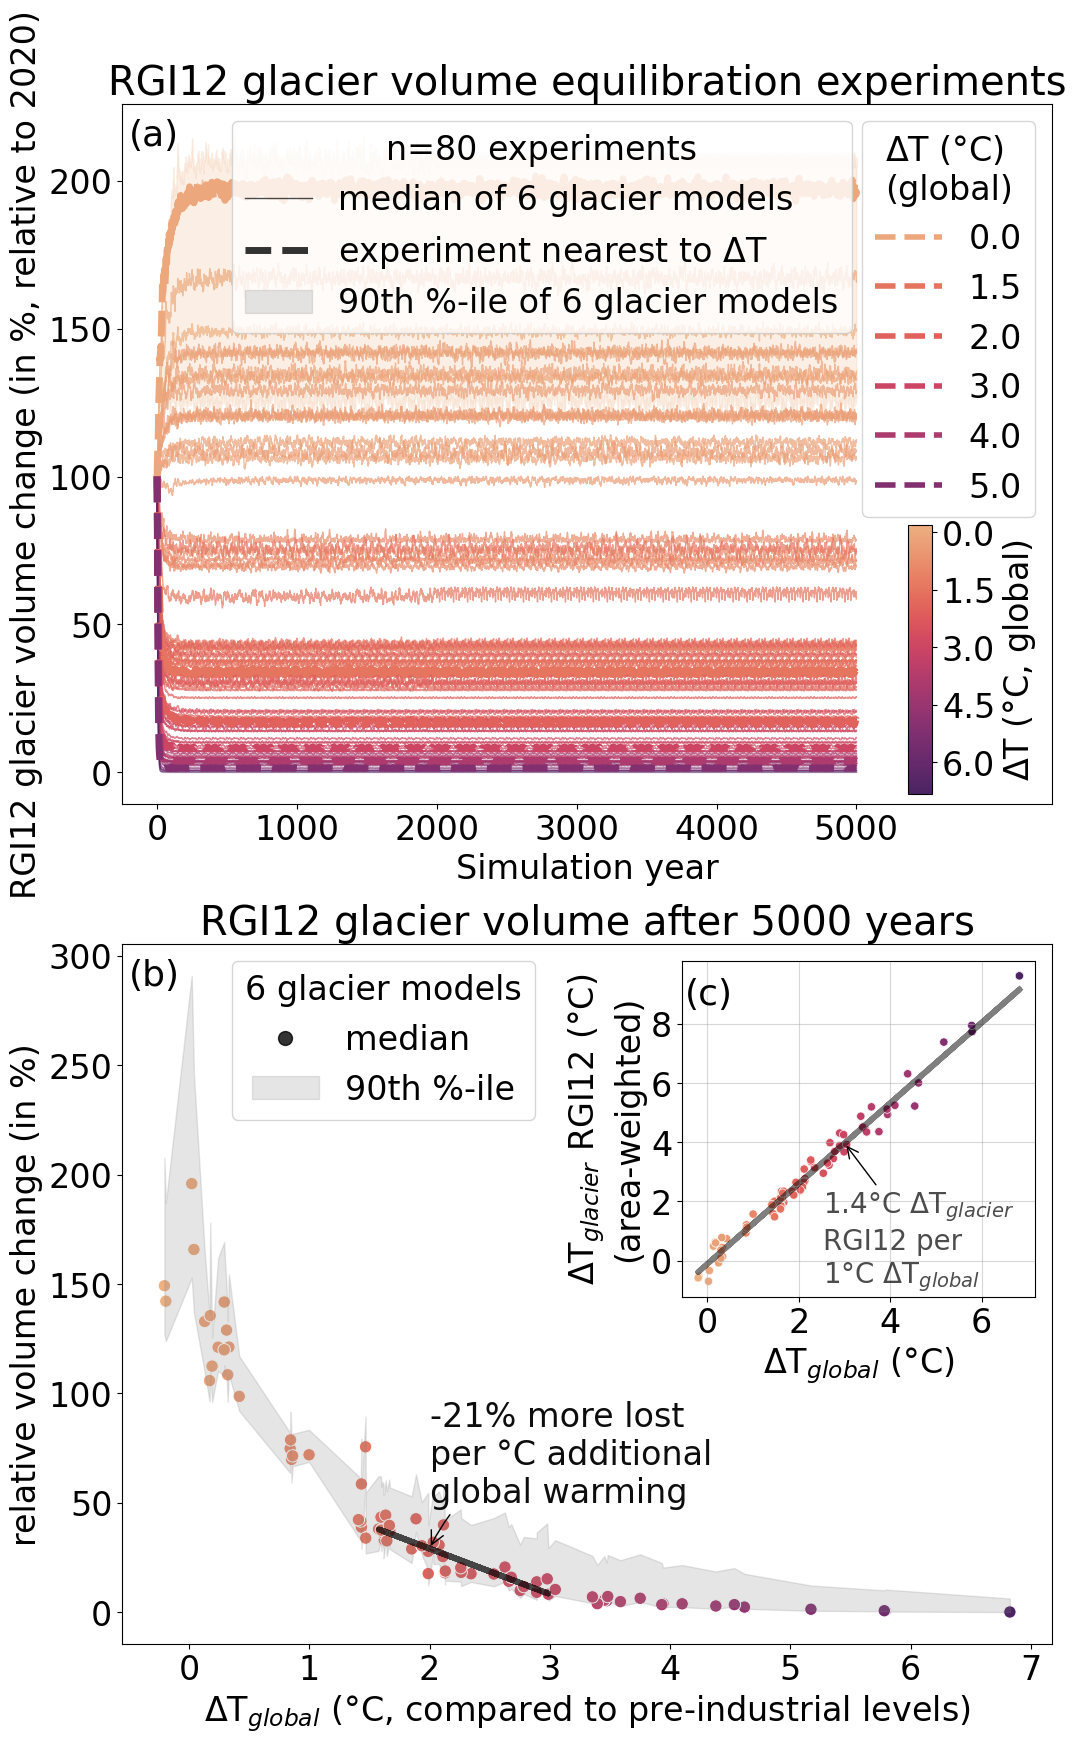 RGI12 glacier volume equilibration experiments
(a)
n=80 experiments
median of 6 glacier models
experiment nearest to ΔT
90th %-ile of 6 glacier models
ΔT (°C)
(global)
0.0
1.5
2.0
3.0
4.0
5.0
0.0
1.5
3.0
4.5
6.0
ΔT (°C, global)
RGI12 glacier volume change (in %, relative to 2020)
200
150
100
50
0
0 1000 2000 3000 4000 5000
Simulation year
RGI12 glacier volume after 5000 years
(b)
6 glacier models
median
90th %-ile
relative volume change (in %)
300
250
200
150
100
50
0
-21% more lost
per °C additional
global warming
0 1 2 3 4 5 6 7
ΔT_global (°C, compared to pre-industrial levels)
(c)
ΔT_glacier RGI12 (°C)
(area-weighted)
8
6
4
2
0
1.4°C ΔT_glacier
RGI12 per
1°C ΔT_global
0 2 4 6
ΔT_global (°C)